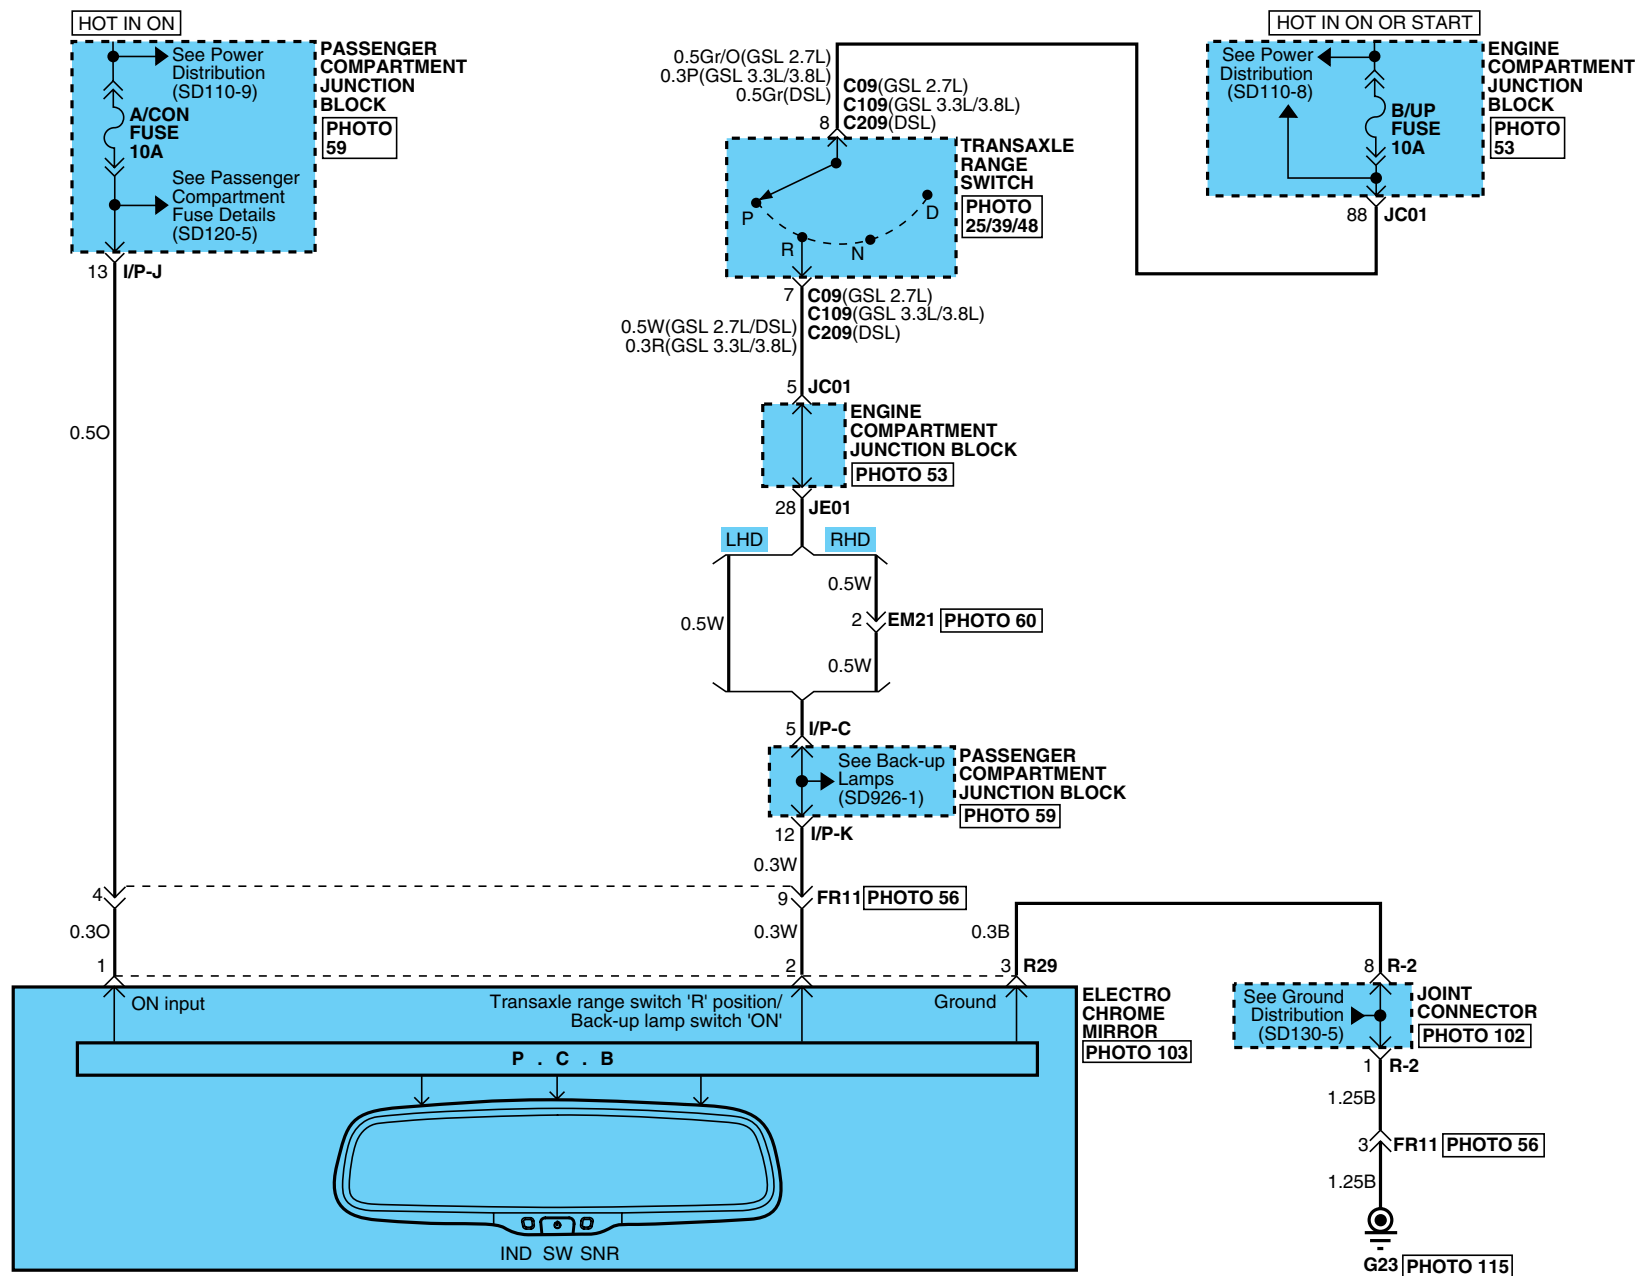 HOT IN ON
See Power
Distribution
(SD110-9)
A/CON
FUSE
10A
See Passenger
Compartment
Fuse Details
(SD120-5)
PASSENGER
COMPARTMENT
JUNCTION
BLOCK
PHOTO
59
13 I/P-J
0.5O
4
0.3O
1
0.5Gr/O(GSL 2.7L)
0.3P(GSL 3.3L/3.8L)
0.5Gr(DSL)
C09(GSL 2.7L)
C109(GSL 3.3L/3.8L)
8 C209(DSL)
TRANSAXLE
RANGE
SWITCH
PHOTO
25/39/48
P
R
N
D
7 C09(GSL 2.7L)
C109(GSL 3.3L/3.8L)
C209(DSL)
0.5W(GSL 2.7L/DSL)
0.3R(GSL 3.3L/3.8L)
5 JC01
ENGINE
COMPARTMENT
JUNCTION BLOCK
PHOTO 53
28 JE01
LHD
RHD
0.5W
0.5W
2 EM21 PHOTO 60
0.5W
5 I/P-C
See Back-up
Lamps
(SD926-1)
PASSENGER
COMPARTMENT
JUNCTION BLOCK
PHOTO 59
12 I/P-K
0.3W
9 FR11 PHOTO 56
0.3W
2
HOT IN ON OR START
See Power
Distribution
(SD110-8)
B/UP
FUSE
10A
ENGINE
COMPARTMENT
JUNCTION
BLOCK
PHOTO
53
88 JC01
0.3B
3 R29
8 R-2
See Ground
Distribution
(SD130-5)
JOINT
CONNECTOR
PHOTO 102
1 R-2
1.25B
3 FR11 PHOTO 56
1.25B
G23 PHOTO 115
ON input
Transaxle range switch 'R' position/
Back-up lamp switch 'ON'
Ground
ELECTRO
CHROME
MIRROR
PHOTO 103
P . C . B
IND SW SNR